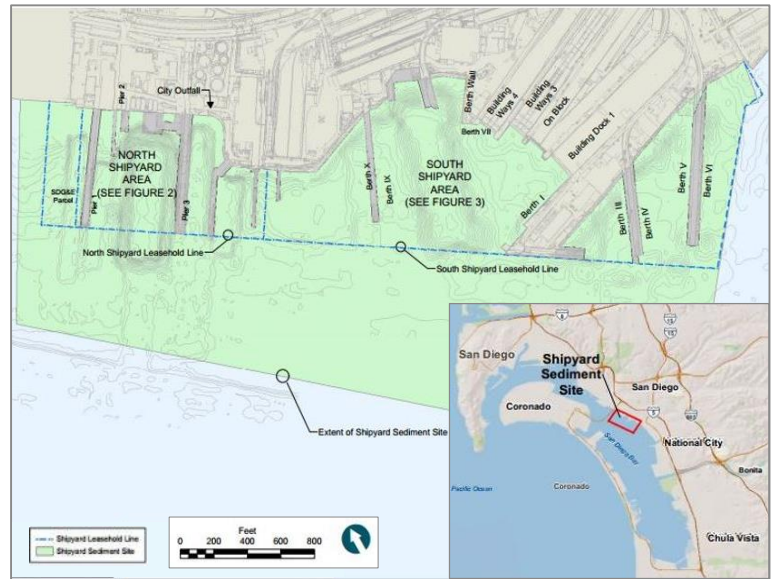 Pier 2
City Outfall
Berth Wall
Building
Ways 4
Building
Ways 3
On Block
Berth VII
Building Dock 1
NORTH
SHIPYARD
AREA
(SEE FIGURE 2)
SDG&E
Parcel
Pier 1
Pier 3
Berth X
Berth IX
SOUTH
SHIPYARD
AREA
(SEE FIGURE 3)
Berth I
Berth III
Berth IV
Berth V
Berth VI
North Shipyard Leasehold Line
South Shipyard Leasehold Line
Extent of Shipyard Sediment Site
Shipyard Leasehold Line
Shipyard Sediment Site
Feet
0 200 400 600 800
San Diego
Shipyard
Sediment
Site
San Diego
Coronado
National City
San Diego Bay
Bonita
Pacific Ocean
Coronado
Chula Vista
8
5